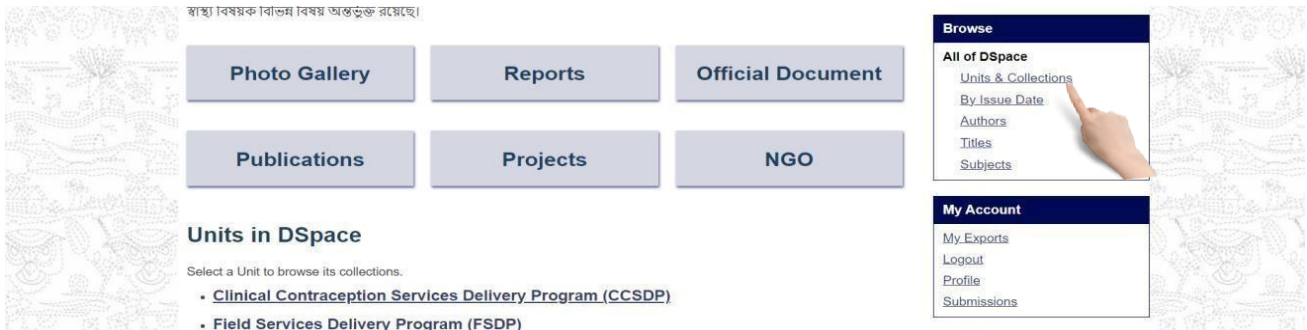 স্বাস্থ্য বিষয়ক বিভিন্ন বিষয় অন্তর্ভুক্ত রয়েছে।
Photo Gallery
Reports
Official Document
Publications
Projects
NGO
Units in DSpace
Select a Unit to browse its collections.
• Clinical Contraception Services Delivery Program (CCSDP)
• Field Services Delivery Program (FSDP)
Browse
All of DSpace
Units & Collections
By Issue Date
Authors
Titles
Subjects
My Account
My Exports
Logout
Profile
Submissions